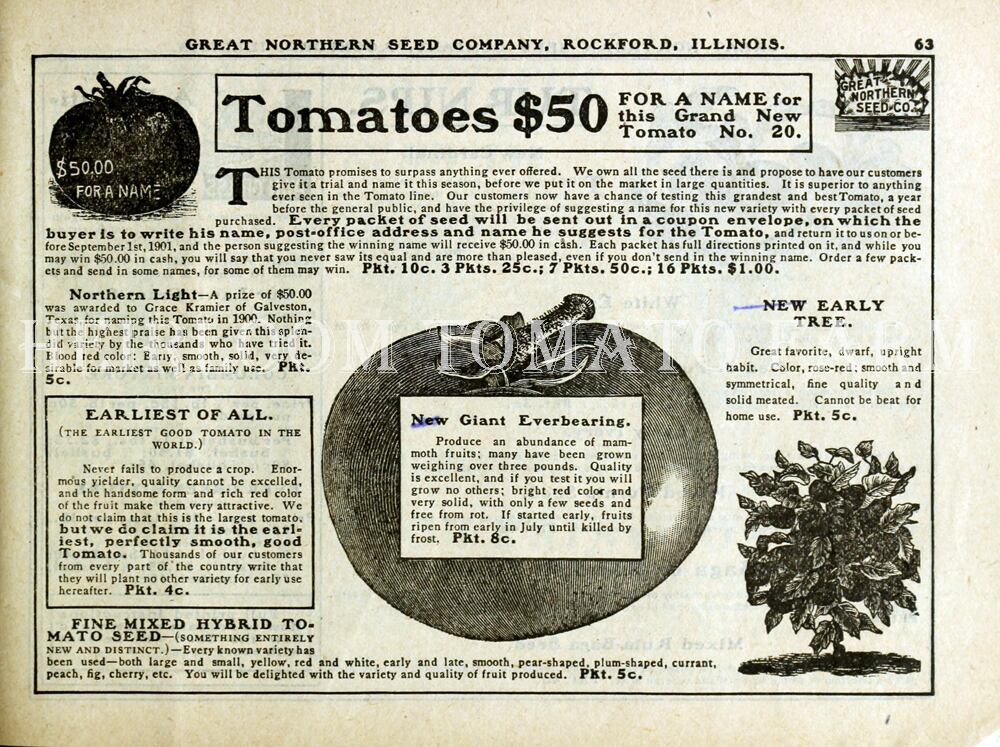 GREAT NORTHERN SEED COMPANY, ROCKFORD, ILLINOIS.
63
$50.00
FOR A NAME
Tomatoes $50
FOR A NAME for
this Grand New
Tomato No. 20.
GREAT
NORTHERN
SEED CO.
THIS Tomato promises to surpass anything ever offered. We own all the seed there is and propose to have our customers
give it a trial and name it this season, before we put it on the market in large quantities. It is superior to anything
ever seen in the Tomato line. Our customers now have a chance of testing this grandest and best Tomato, a year
before the general public, and have the privilege of suggesting a name for this new variety with every packet of seed
purchased. Every packet of seed will be sent out in a coupon envelope, on which the
buyer is to write his name, post-office address and name he suggests for the Tomato, and return it to us on or be-
fore September 1st, 1901, and the person suggesting the winning name will receive $50.00 in cash. Each packet has full directions printed on it, and while you
may win $50.00 in cash, you will say that you never saw its equal and are more than pleased, even if you don't send in the winning name. Order a few pack-
ets and send in some names, for some of them may win. Pkt. 10c. 3 Pkts. 25c.; 7 Pkts. 50c.; 16 Pkts. $1.00.
Northern Light—A prize of $50.00
was awarded to Grace Kramier of Galveston,
Texas, for naming this Tomato in 1900. Nothing
but the highest praise has been given this splen-
did variety by the thousands who have tried it.
Blood red color: Early, smooth, solid, very de-
sirable for market as well as family use. Pkt.
5c.
EARLIEST OF ALL.
(THE EARLIEST GOOD TOMATO IN THE
WORLD.)
Never fails to produce a crop. Enor-
mous yielder, quality cannot be excelled,
and the handsome form and rich red color
of the fruit make them very attractive. We
do not claim that this is the largest tomato,
but we do claim it is the earl-
iest, perfectly smooth, good
Tomato. Thousands of our customers
from every part of the country write that
they will plant no other variety for early use
hereafter. Pkt. 4c.
New Giant Everbearing.
Produce an abundance of mam-
moth fruits; many have been grown
weighing over three pounds. Quality
is excellent, and if you test it you will
grow no others; bright red color and
very solid, with only a few seeds and
free from rot. If started early, fruits
ripen from early in July until killed by
frost. Pkt. 8c.
NEW EARLY
TREE.
Great favorite, dwarf, upright
habit. Color, rose-red; smooth and
symmetrical, fine quality and
solid meated. Cannot be beat for
home use. Pkt. 5c.
FINE MIXED HYBRID TO-
MATO SEED—(SOMETHING ENTIRELY
NEW AND DISTINCT.)—Every known variety has
been used—both large and small, yellow, red and white, early and late, smooth, pear-shaped, plum-shaped, currant,
peach, fig, cherry, etc. You will be delighted with the variety and quality of fruit produced. Pkt. 5c.